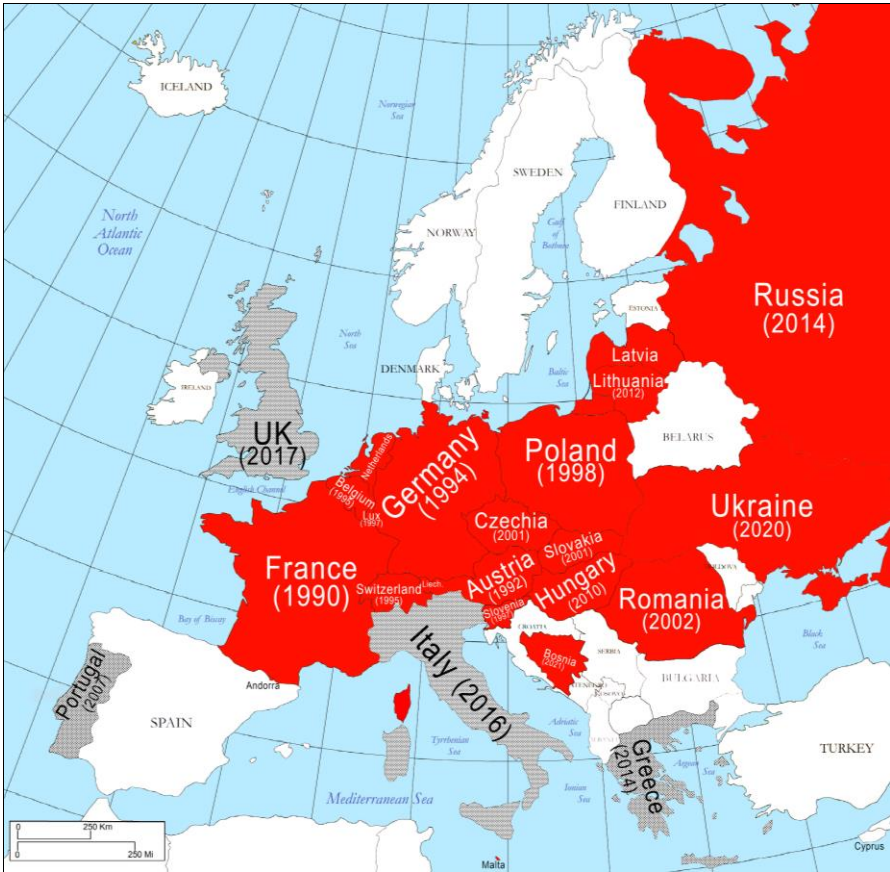 ICELAND
Norwegian
Sea
SWEDEN
FINLAND
NORWAY
Gulf
of
Bothnia
North
Atlantic
Ocean
ESTONIA
Russia
(2014)
North
Sea
Latvia
Lithuania
(2012)
DENMARK
Baltic
Sea
IRELAND
BELARUS
UK
(2017)
English Channel
Netherlands
Belgium
Lux.
(1997)
Germany
(1994)
Poland
(1998)
Ukraine
(2020)
Czechia
(2001)
Slovakia
(2001)
France
(1990)
Switzerland
(1995)
Liech.
Austria
(1992)
Hungary
(2010)
Slovenia
Romania
(2002)
Bay of Biscay
CROATIA
Bosnia
(2021)
SERBIA
Black
Sea
Italy (2016)
KOSOVO
BULGARIA
Andorra
Portugal
(2007)
SPAIN
Adriatic
Sea
Tyrrhenian
Sea
Greece
(2014)
Aegean
Sea
TURKEY
Ionian
Sea
Mediterranean Sea
0
250 Km
0
250 Mi
Malta
Cyprus